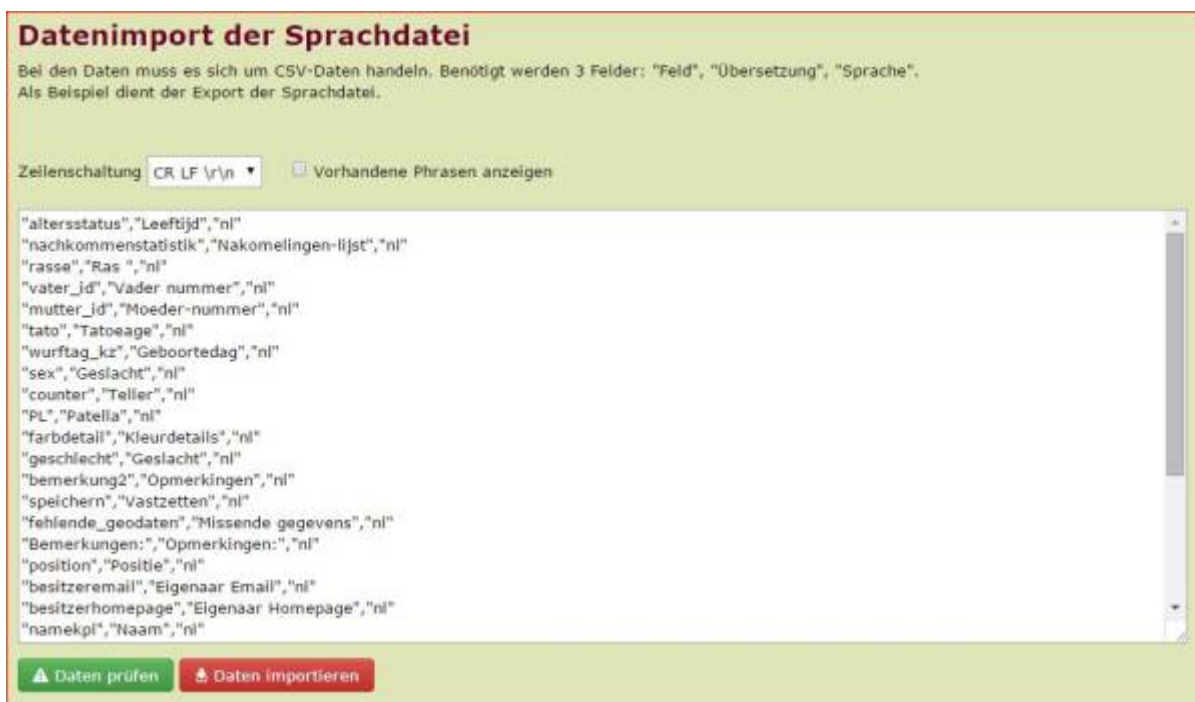 Datenimport der Sprachdatei
Bei den Daten muss es sich um CSV-Daten handeln. Benötigt werden 3 Felder: "Feld", "Übersetzung", "Sprache".
Als Beispiel dient der Export der Sprachdatei.
Zeilenschaltung CR LF \r\n Vorhandene Phrasen anzeigen
"altersstatus","Leeftijd","nl"
"nachkommenstatistik","Nakomelingen-lijst","nl"
"rasse","Ras ","nl"
"vater_id","Vader nummer","nl"
"mutter_id","Moeder-nummer","nl"
"tato","Tatoeage","nl"
"wurftag_kz","Geboortedag","nl"
"sex","Geslacht","nl"
"counter","Teller","nl"
"PL","Patella","nl"
"farbdetail","Kleurdetails","nl"
"geschlecht","Geslacht","nl"
"bemerkung2","Opmerkingen","nl"
"speichern","Vastzetten","nl"
"fehlende_geodaten","Missende gegevens","nl"
"Bemerkungen:","Opmerkingen:","nl"
"position","Positie","nl"
"besitzeremail","Eigenaar Email","nl"
"besitzerhomepage","Eigenaar Homepage","nl"
"namekpl","Naam","nl"
Daten prüfen Daten importieren